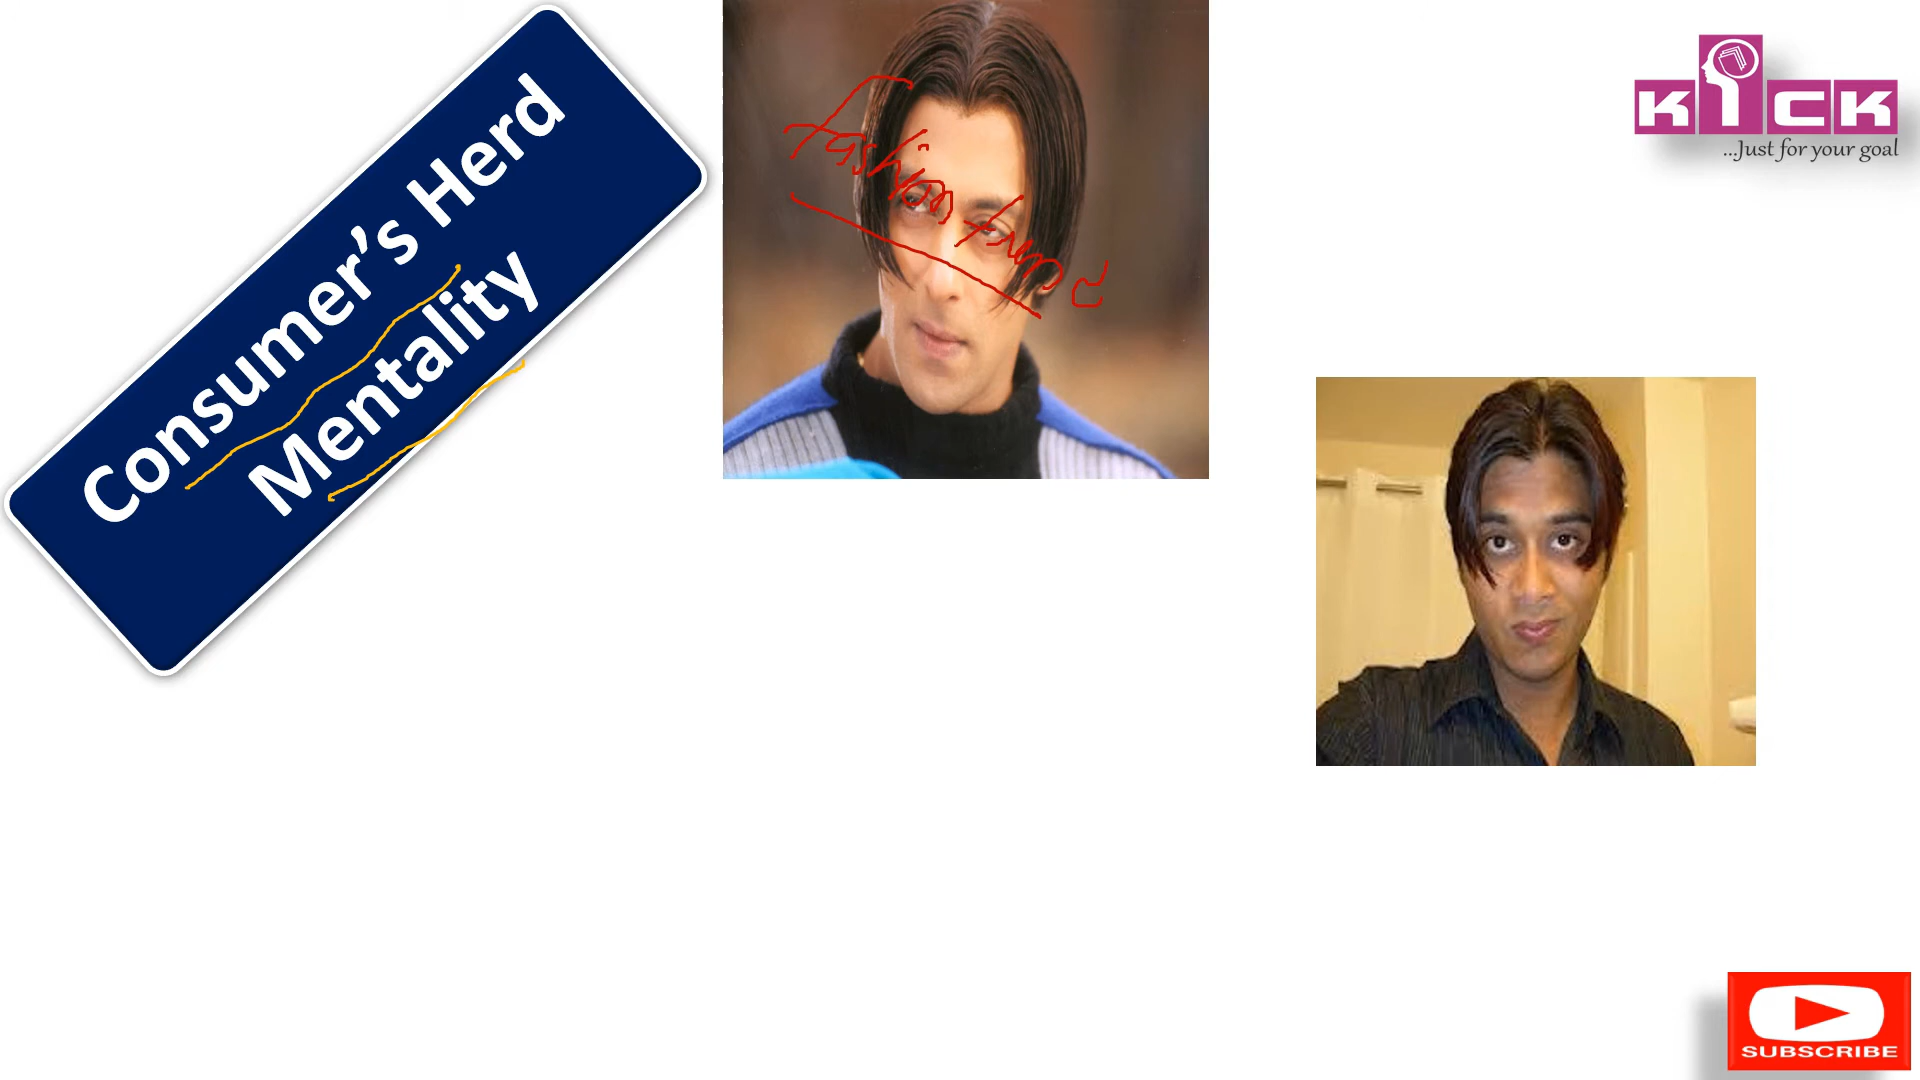 Consumer's Herd
Mentality
Fashion trend
KICK
...Just for your goal
SUBSCRIBE